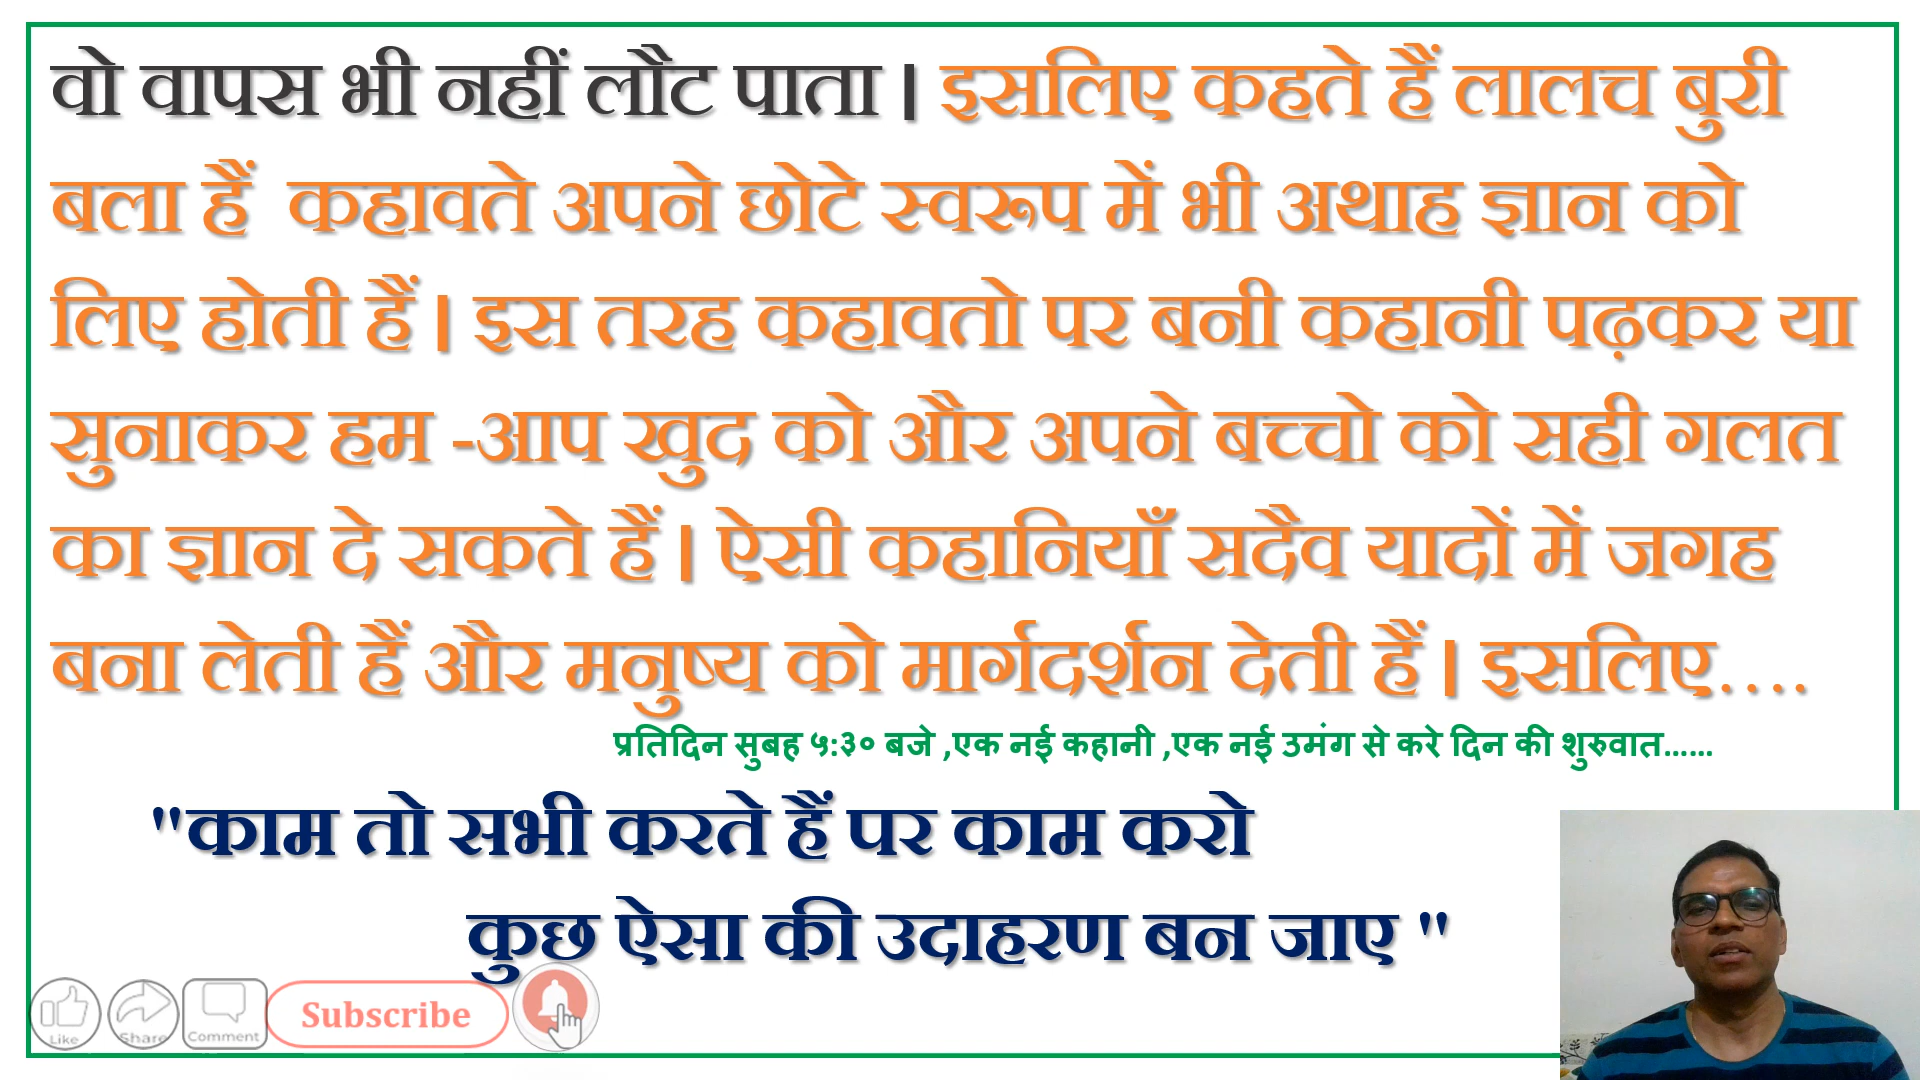 वो वापस भी नहीं लौट पाता । इसलिए कहते हैं लालच बुरी
बला हैं कहावते अपने छोटे स्वरूप में भी अथाह ज्ञान को
लिए होती हैं । इस तरह कहावतो पर बनी कहानी पढ़कर या
सुनाकर हम -आप खुद को और अपने बच्चो को सही गलत
का ज्ञान दे सकते हैं । ऐसी कहानियाँ सदैव यादों में जगह
बना लेती हैं और मनुष्य को मार्गदर्शन देती हैं । इसलिए....
प्रतिदिन सुबह ५:३० बजे ,एक नई कहानी ,एक नई उमंग से करे दिन की शुरुवात......
"काम तो सभी करते हैं पर काम करो
कुछ ऐसा की उदाहरण बन जाए "
Like Share Comment Subscribe